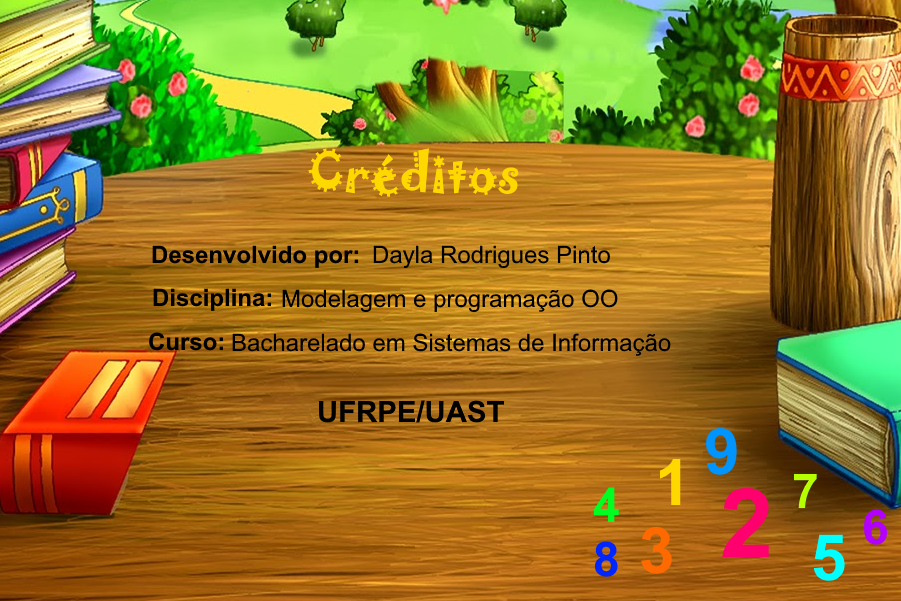 Créditos
Desenvolvido por: Dayla Rodrigues Pinto
Disciplina: Modelagem e programação OO
Curso: Bacharelado em Sistemas de Informação
UFRPE/UAST
9
1
7
4
2
6
8
3
5